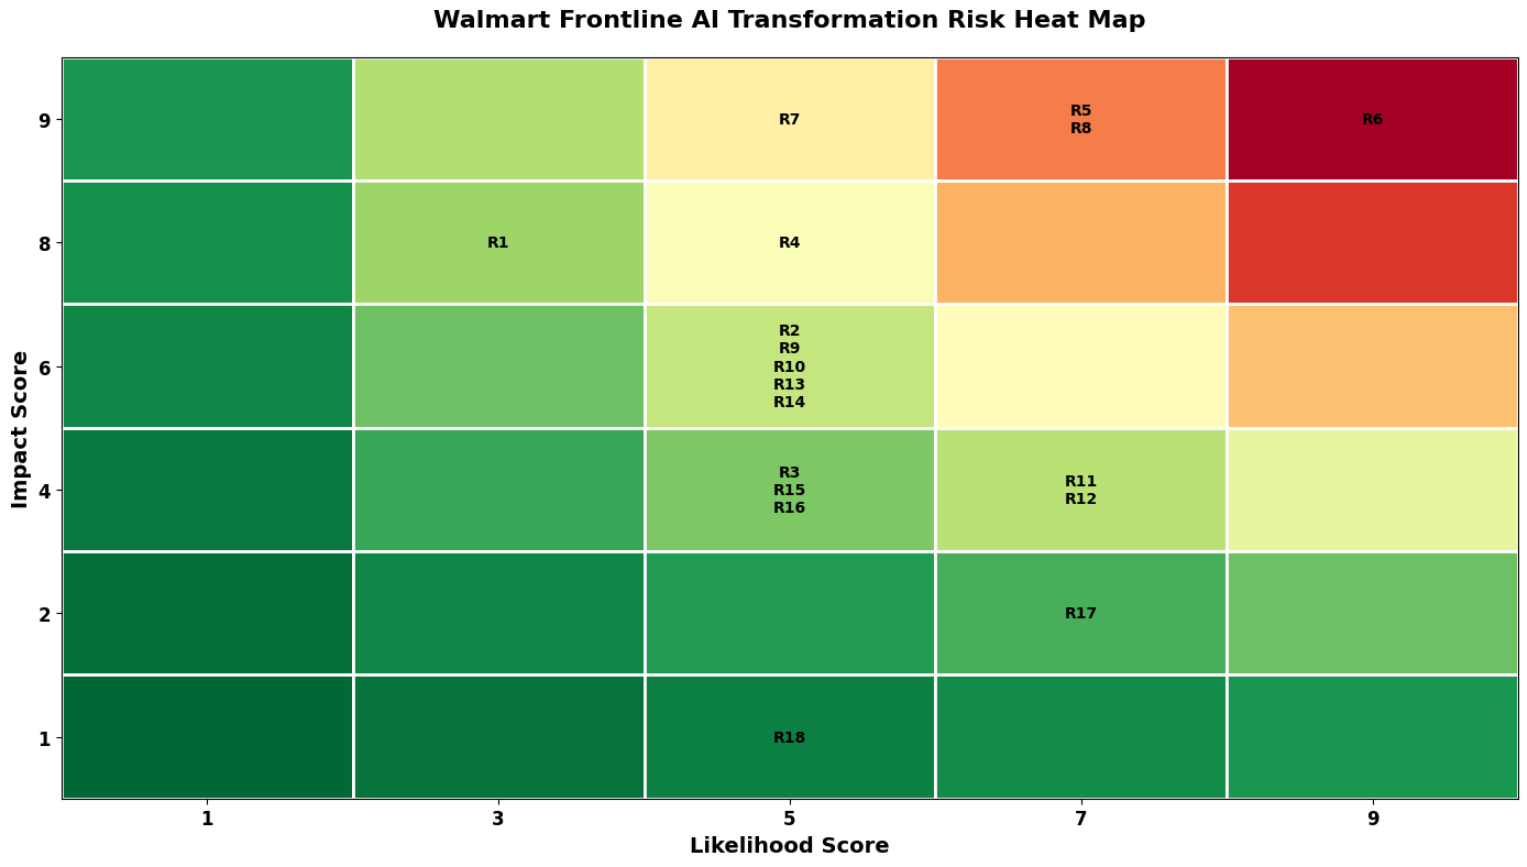 Walmart Frontline AI Transformation Risk Heat Map
Impact Score
9
R7
R5
R8
R6
8
R1
R4
6
R2
R9
R10
R13
R14
4
R3
R15
R16
R11
R12
2
R17
1
R18
1
3
5
7
9
Likelihood Score